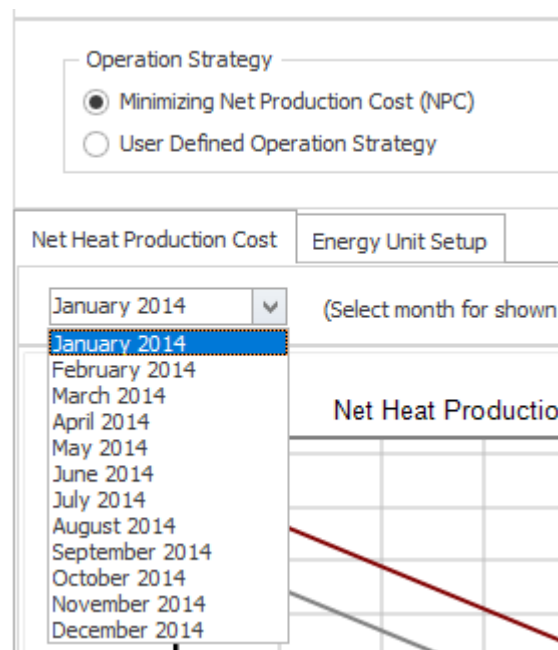 Operation Strategy
Minimizing Net Production Cost (NPC)
User Defined Operation Strategy
Net Heat Production Cost
Energy Unit Setup
January 2014
(Select month for shown
January 2014
February 2014
March 2014
April 2014
May 2014
June 2014
July 2014
August 2014
September 2014
October 2014
November 2014
December 2014
Net Heat Productio